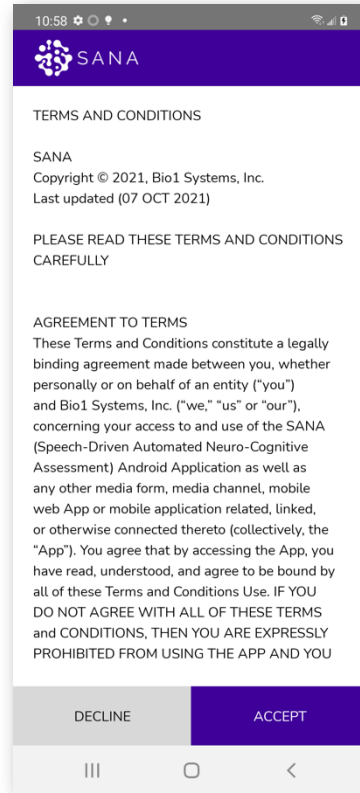 10:58
SANA
TERMS AND CONDITIONS
SANA
Copyright © 2021, Bio1 Systems, Inc.
Last updated (07 OCT 2021)
PLEASE READ THESE TERMS AND CONDITIONS
CAREFULLY
AGREEMENT TO TERMS
These Terms and Conditions constitute a legally
binding agreement made between you, whether
personally or on behalf of an entity (“you”)
and Bio1 Systems, Inc. (“we,” “us” or “our”),
concerning your access to and use of the SANA
(Speech-Driven Automated Neuro-Cognitive
Assessment) Android Application as well as
any other media form, media channel, mobile
web App or mobile application related, linked,
or otherwise connected thereto (collectively, the
“App”). You agree that by accessing the App, you
have read, understood, and agree to be bound by
all of these Terms and Conditions Use. IF YOU
DO NOT AGREE WITH ALL OF THESE TERMS
and CONDITIONS, THEN YOU ARE EXPRESSLY
PROHIBITED FROM USING THE APP AND YOU
DECLINE
ACCEPT